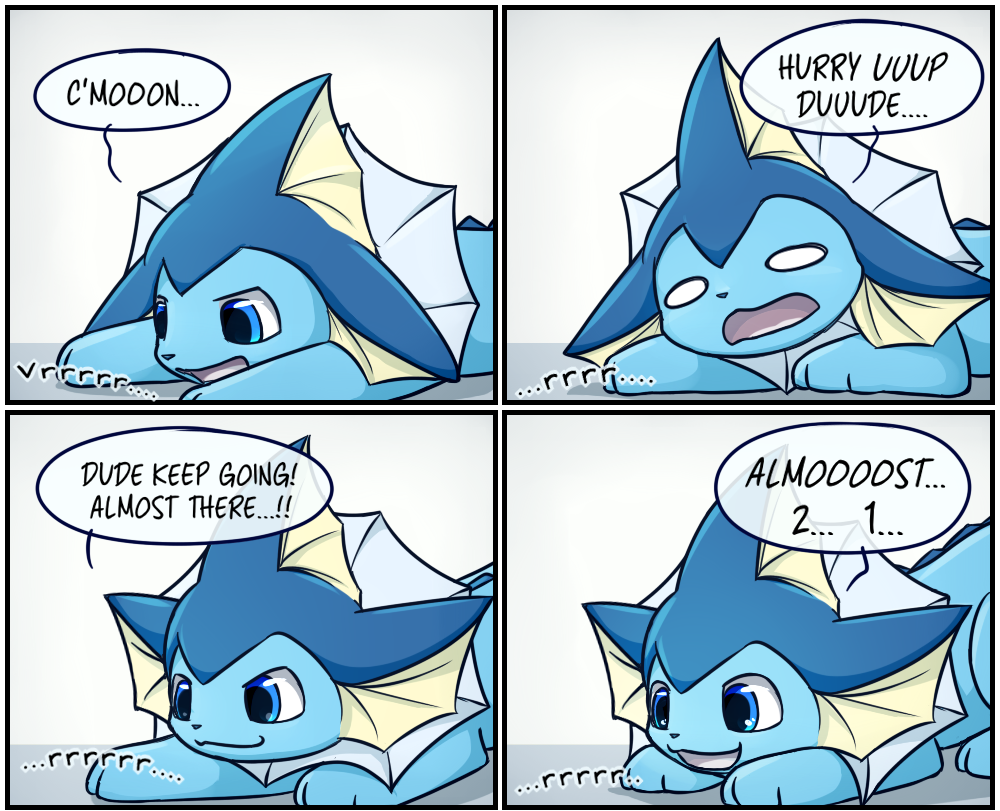 C'MOOON...
Vrrrrr....
HURRY UUUP
DUUUDE....
...rrrr....
DUDE KEEP GOING!
ALMOST THERE...!!
...rrrrrr....
ALMOOOOST...
2... 1...
...rrrrr..